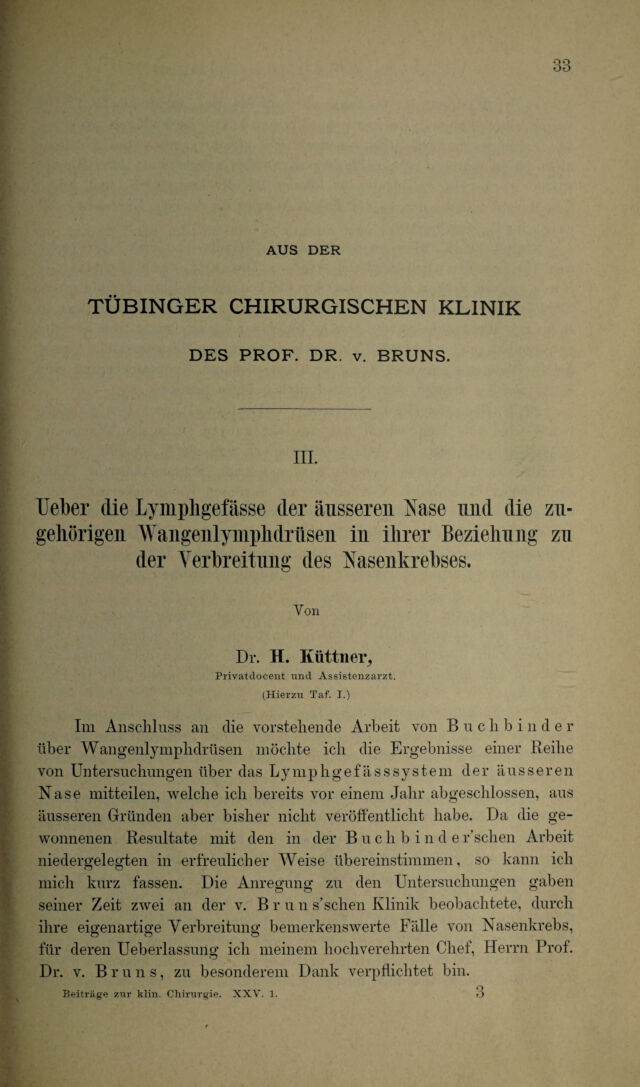 33
AUS DER
TÜBINGER CHIRURGISCHEN KLINIK
DES PROF. DR. v. BRUNS.
III.
Ueber die Lymphgefässe der äusseren Nase und die zu-
gehörigen Wangenlymphdrüsen in ihrer Beziehung zu
der Verbreitung des Nasenkrebses.
Von
Dr. H. Küttner,
Privatdocent und Assistenzarzt.
(Hierzu Taf. I.)
Im Anschluss an die vorstehende Arbeit von Buchbinder
über Wangenlymphdrüsen möchte ich die Ergebnisse einer Reihe
von Untersuchungen über das Lymphgefässsystem der äusseren
Nase mitteilen, welche ich bereits vor einem Jahr abgeschlossen, aus
äusseren Gründen aber bisher nicht veröffentlicht habe. Da die ge-
wonnenen Resultate mit den in der Buchbinder'schen Arbeit
niedergelegten in erfreulicher Weise übereinstimmen, so kann ich
mich kurz fassen. Die Anregung zu den Untersuchungen gaben
seiner Zeit zwei an der v. Bruns'schen Klinik beobachtete, durch
ihre eigenartige Verbreitung bemerkenswerte Fälle von Nasenkrebs,
für deren Ueberlassung ich meinem hochverehrten Chef, Herrn Prof.
Dr. v. Bruns, zu besonderem Dank verpflichtet bin.
Beiträge zur klin. Chirurgie. XXV. 1. 3